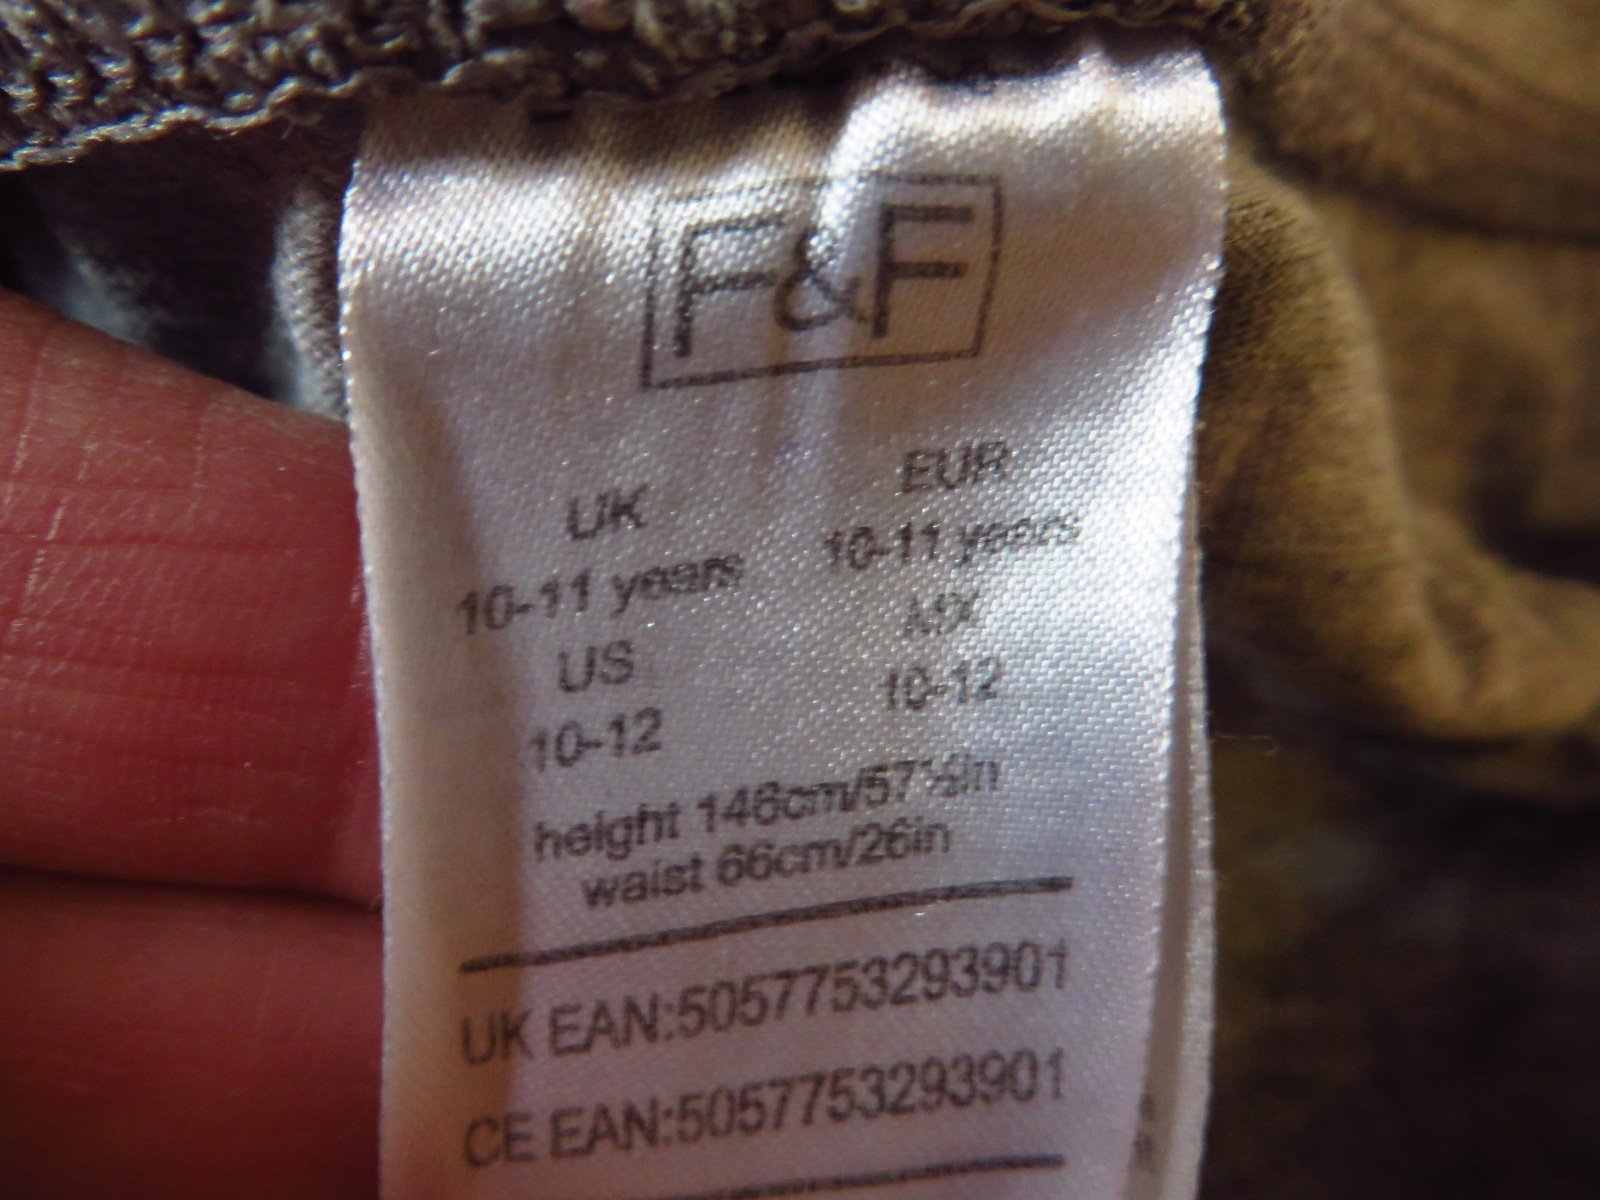 F&F
UK
10-11 years
EUR
10-11 years
US
10-12
MX
10-12
height 146cm/57½in
waist 66cm/26in
UK EAN:5057753293901
CE EAN:5057753293901